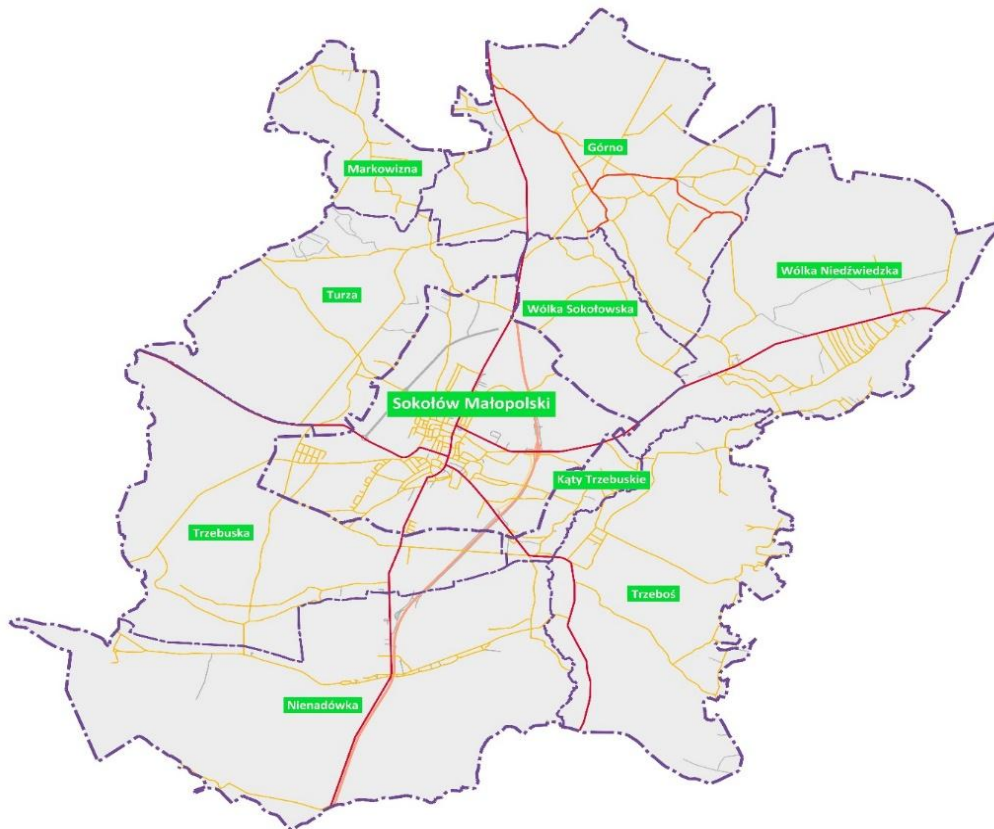 Górno
Markowizna
Wólka Niedźwiedzka
Turza
Wólka Sokołowska
Sokołów Małopolski
Kąty Trzebuskie
Trzebuska
Trzeboś
Nienadówka